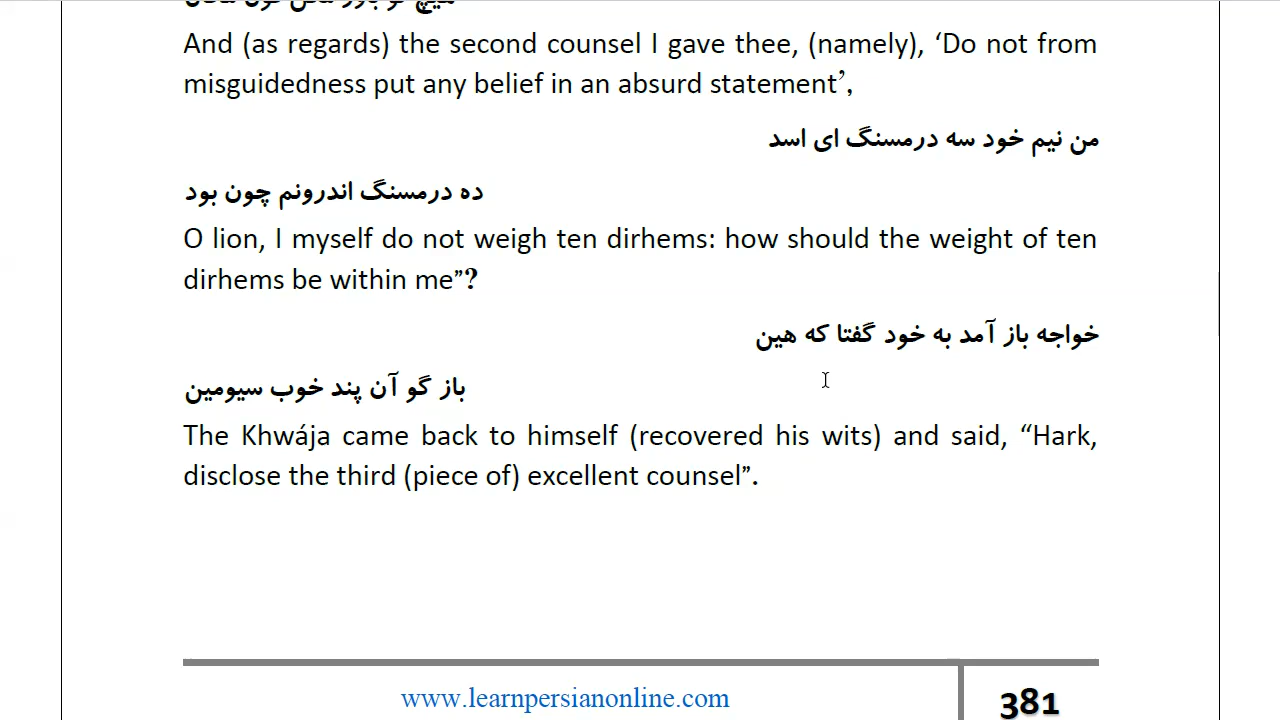 And (as regards) the second counsel I gave thee, (namely), ‘Do not from
misguidedness put any belief in an absurd statement’,
من نیم خود سه درمسنگ ای اسد
ده درمسنگ اندرونم چون بود
O lion, I myself do not weigh ten dirhems: how should the weight of ten
dirhems be within me”?
خواجه باز آمد به خود گفتا که هین
باز گو آن پند خوب سیومین
The Khwája came back to himself (recovered his wits) and said, “Hark,
disclose the third (piece of) excellent counsel”.
www.learnpersianonline.com
381